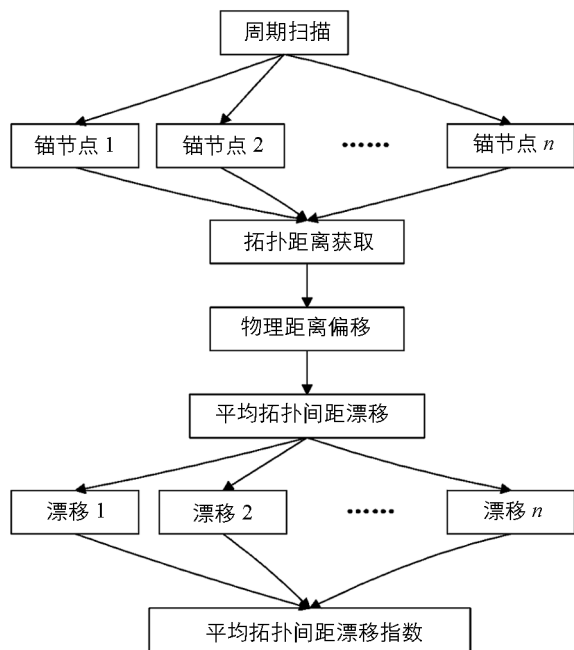 周期扫描
锚节点 1 锚节点 2 …… 锚节点 n
拓扑距离获取
物理距离偏移
平均拓扑间距漂移
漂移 1 漂移 2 …… 漂移 n
平均拓扑间距漂移指数